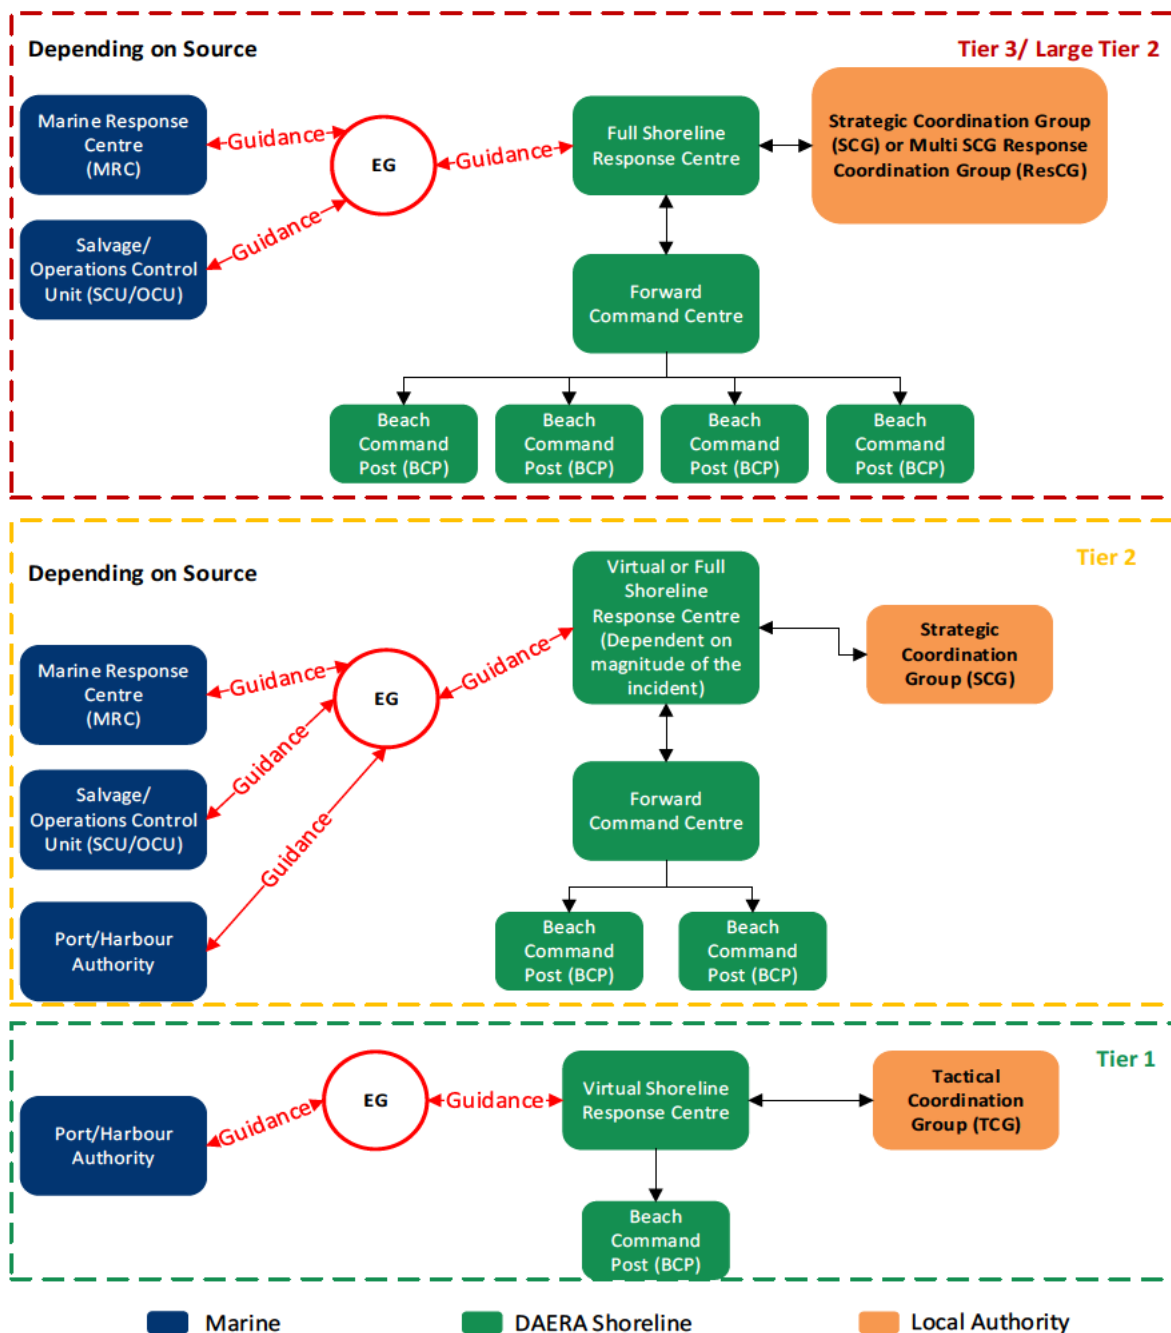 Depending on Source
Tier 3/ Large Tier 2
Marine Response
Centre
(MRC)
Guidance
EG
Guidance
Full Shoreline
Response Centre
Strategic Coordination Group
(SCG) or Multi SCG Response
Coordination Group (ResCG)
Salvage/
Operations Control
Unit (SCU/OCU)
Guidance
Forward
Command Centre
Beach
Command
Post (BCP)
Beach
Command
Post (BCP)
Beach
Command
Post (BCP)
Beach
Command
Post (BCP)
Tier 2
Depending on Source
Virtual or Full
Shoreline
Response Centre
(Dependent on
magnitude of the
incident)
Strategic
Coordination
Group (SCG)
Marine Response
Centre
(MRC)
Guidance
EG
Guidance
Salvage/
Operations Control
Unit (SCU/OCU)
Guidance
Forward
Command Centre
Port/Harbour
Authority
Guidance
Beach
Command
Post (BCP)
Beach
Command
Post (BCP)
Tier 1
Port/Harbour
Authority
Guidance
EG
Guidance
Virtual Shoreline
Response Centre
Tactical
Coordination
Group (TCG)
Beach
Command
Post (BCP)
Marine
DAERA Shoreline
Local Authority